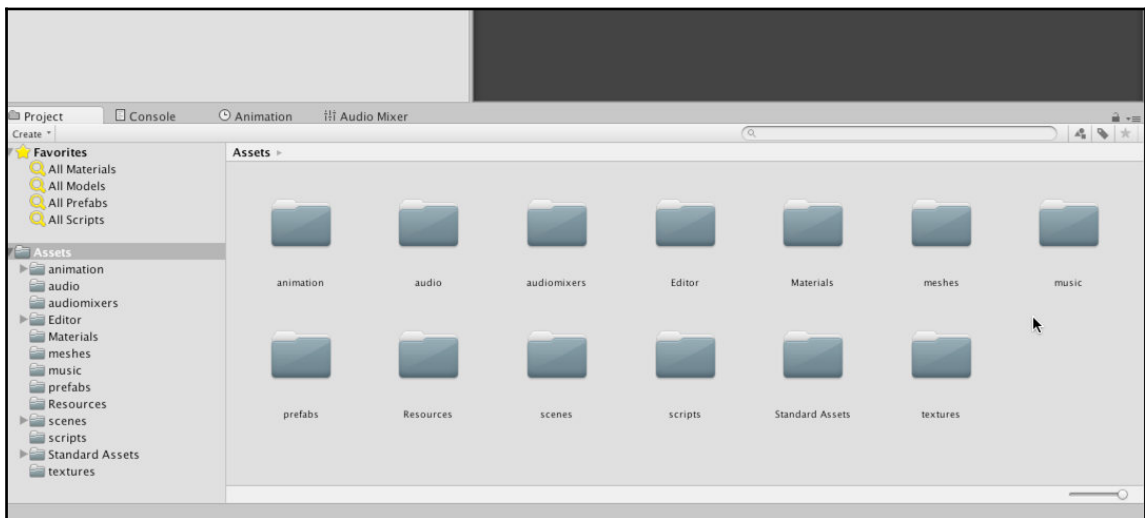 Project Console Animation Audio Mixer
Create
Favorites
All Materials
All Models
All Prefabs
All Scripts
Assets
animation
audio
audiomixers
Editor
Materials
meshes
music
prefabs
Resources
scenes
scripts
Standard Assets
textures
Assets
animation audio audiomixers Editor Materials meshes music
prefabs Resources scenes scripts Standard Assets textures